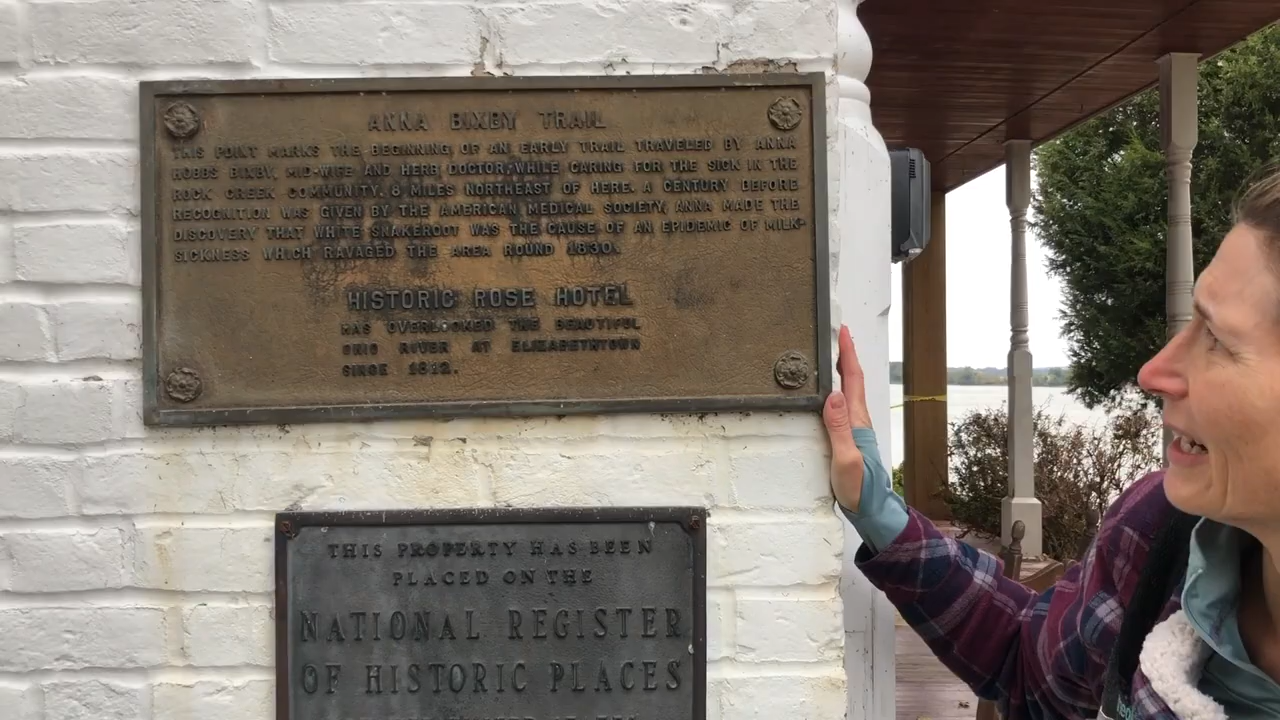 ANNA BIXBY TRAIL
THIS POINT MARKS THE BEGINNING OF AN EARLY TRAIL TRAVELED BY ANNA
HOBBS BIXBY, MID-WIFE AND HERB DOCTOR, WHILE CARING FOR THE SICK IN THE
ROCK CREEK COMMUNITY, 8 MILES NORTHEAST OF HERE. A CENTURY BEFORE
RECOGNITION WAS GIVEN BY THE AMERICAN MEDICAL SOCIETY, ANNA MADE THE
DISCOVERY THAT WHITE SNAKEROOT WAS THE CAUSE OF AN EPIDEMIC OF MILK-
SICKNESS WHICH RAVAGED THE AREA ROUND 1830.
HISTORIC ROSE HOTEL
HAS OVERLOOKED THE BEAUTIFUL
OHIO RIVER AT ELIZABETHTOWN
SINCE 1812.
THIS PROPERTY HAS BEEN
PLACED ON THE
NATIONAL REGISTER
OF HISTORIC PLACES